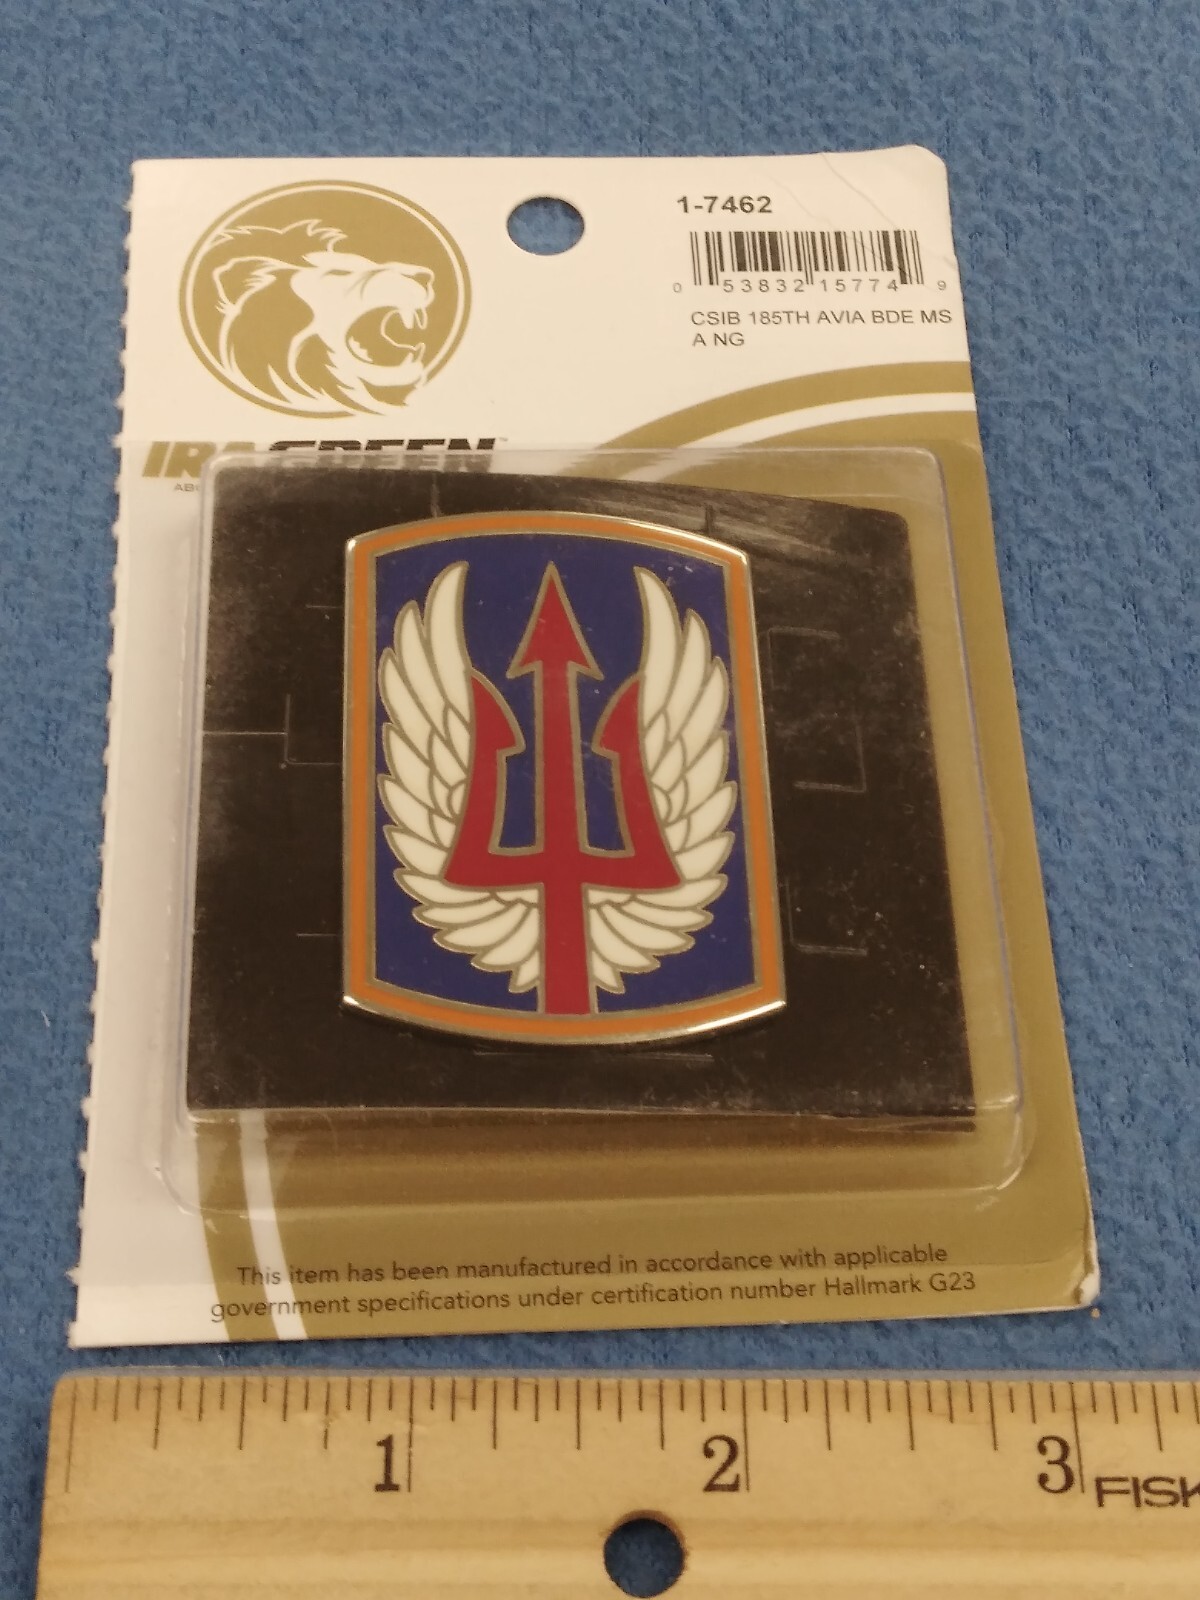 1-7462
0 53832 15774 9
CSIB 185TH AVIA BDE MS
A NG
IRAGREEN™
This item has been manufactured in accordance with applicable
government specifications under certification number Hallmark G23
1 2 3